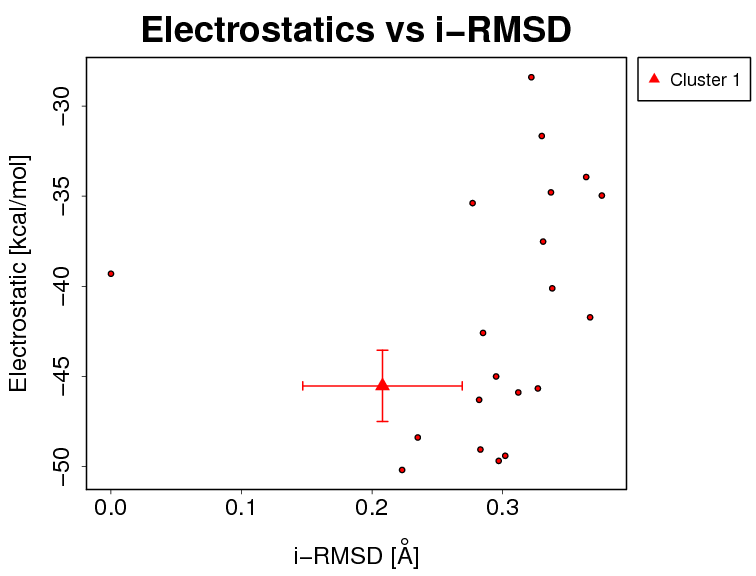 Electrostatics vs i−RMSD
Cluster 1
Electrostatic [kcal/mol]
−30
−35
−40
−45
−50
0.0 0.1 0.2 0.3
i−RMSD [Å]